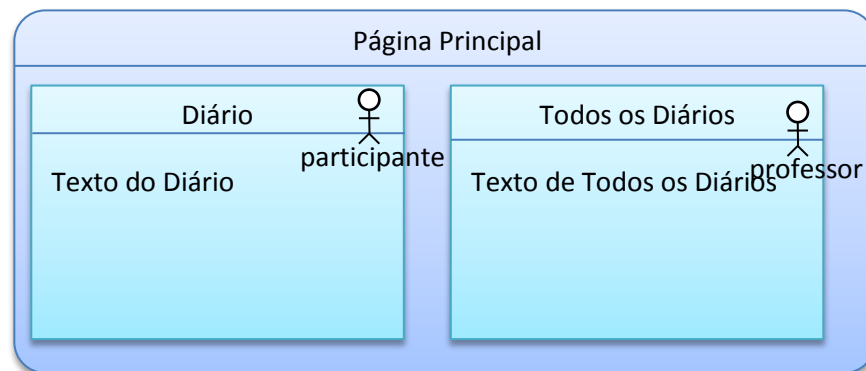 Página Principal
Diário
participante
Texto do Diário
Todos os Diários
professor
Texto de Todos os Diários